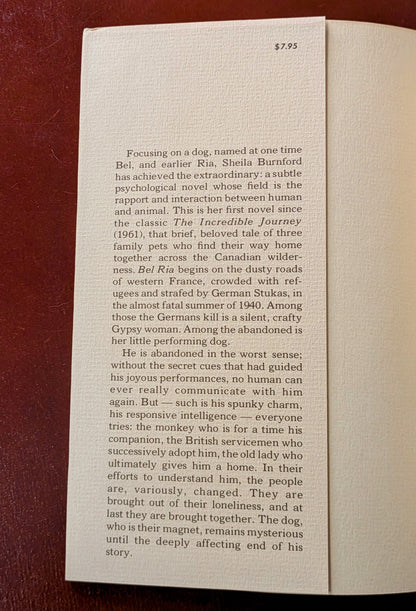 $7.95
Focusing on a dog, named at one time
Bel, and earlier Ria, Sheila Burnford
has achieved the extraordinary: a subtle
psychological novel whose field is the
rapport and interaction between human
and animal. This is her first novel since
the classic The Incredible Journey
(1961), that brief, beloved tale of three
family pets who find their way home
together across the Canadian wilder-
ness. Bel Ria begins on the dusty roads
of western France, crowded with ref-
ugees and strafed by German Stukas, in
the almost fatal summer of 1940. Among
those the Germans kill is a silent, crafty
Gypsy woman. Among the abandoned is
her little performing dog.
He is abandoned in the worst sense;
without the secret cues that had guided
his joyous performances, no human can
ever really communicate with him
again. But — such is his spunky charm,
his responsive intelligence — everyone
tries: the monkey who is for a time his
companion, the British servicemen who
successively adopt him, the old lady who
ultimately gives him a home. In their
efforts to understand him, the people
are, variously, changed. They are
brought out of their loneliness, and at
last they are brought together. The dog,
who is their magnet, remains mysterious
until the deeply affecting end of his
story.